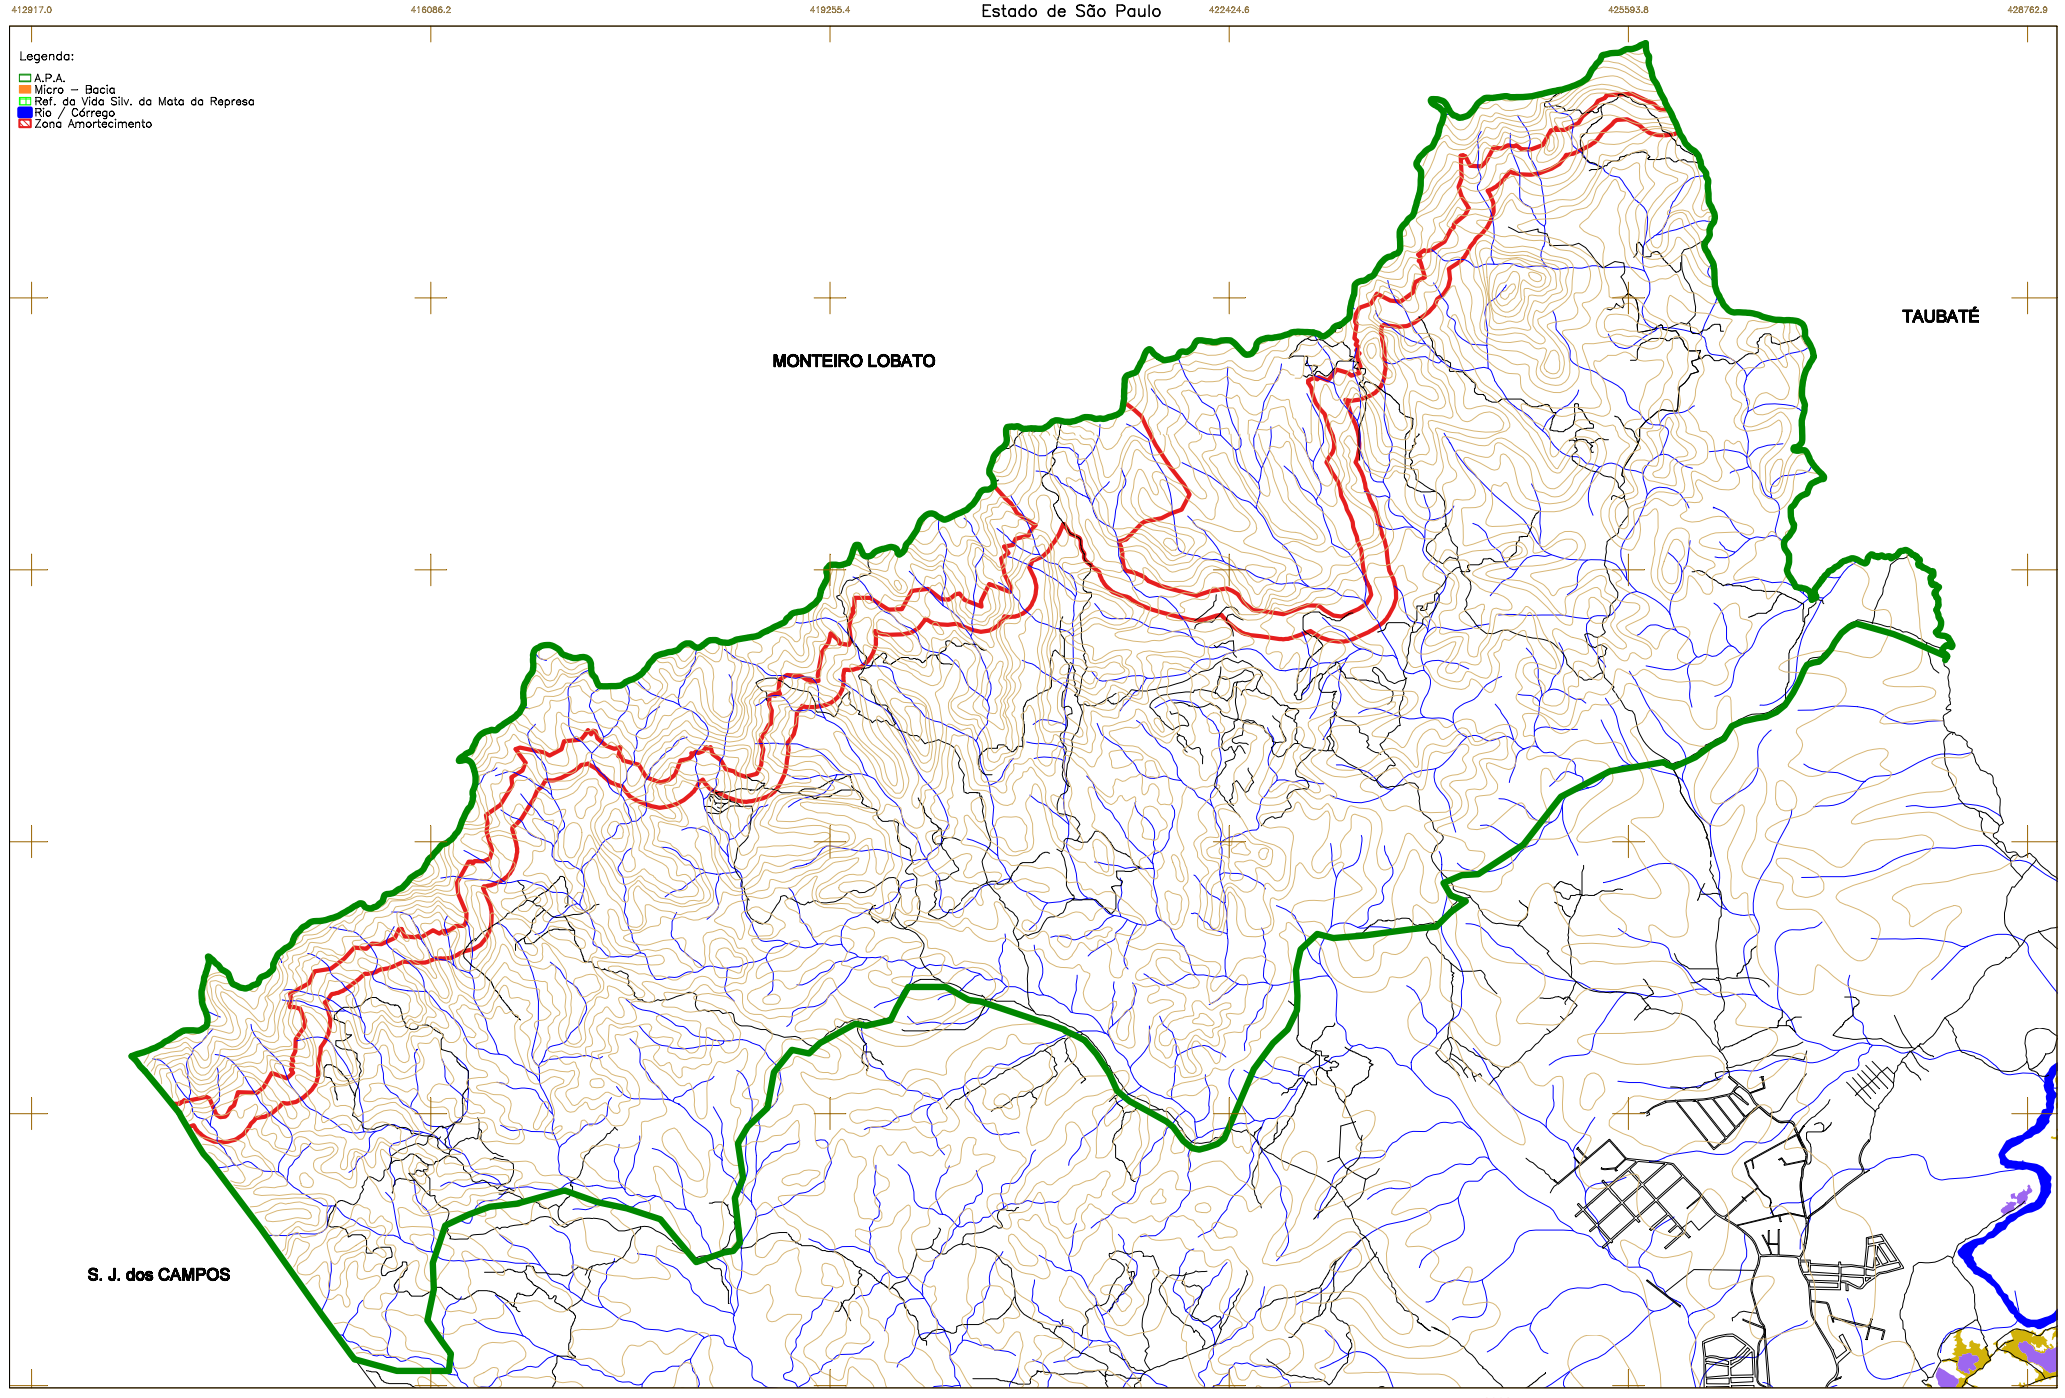 412917.0 416086.2 419255.4 Estado de São Paulo 422424.6 425593.8 428762.9
Legenda:
A.P.A.
Micro - Bacia
Ref. da Vida Silv. da Mata da Represa
Rio / Córrego
Zona Amortecimento
TAUBATÉ
MONTEIRO LOBATO
S. J. dos CAMPOS